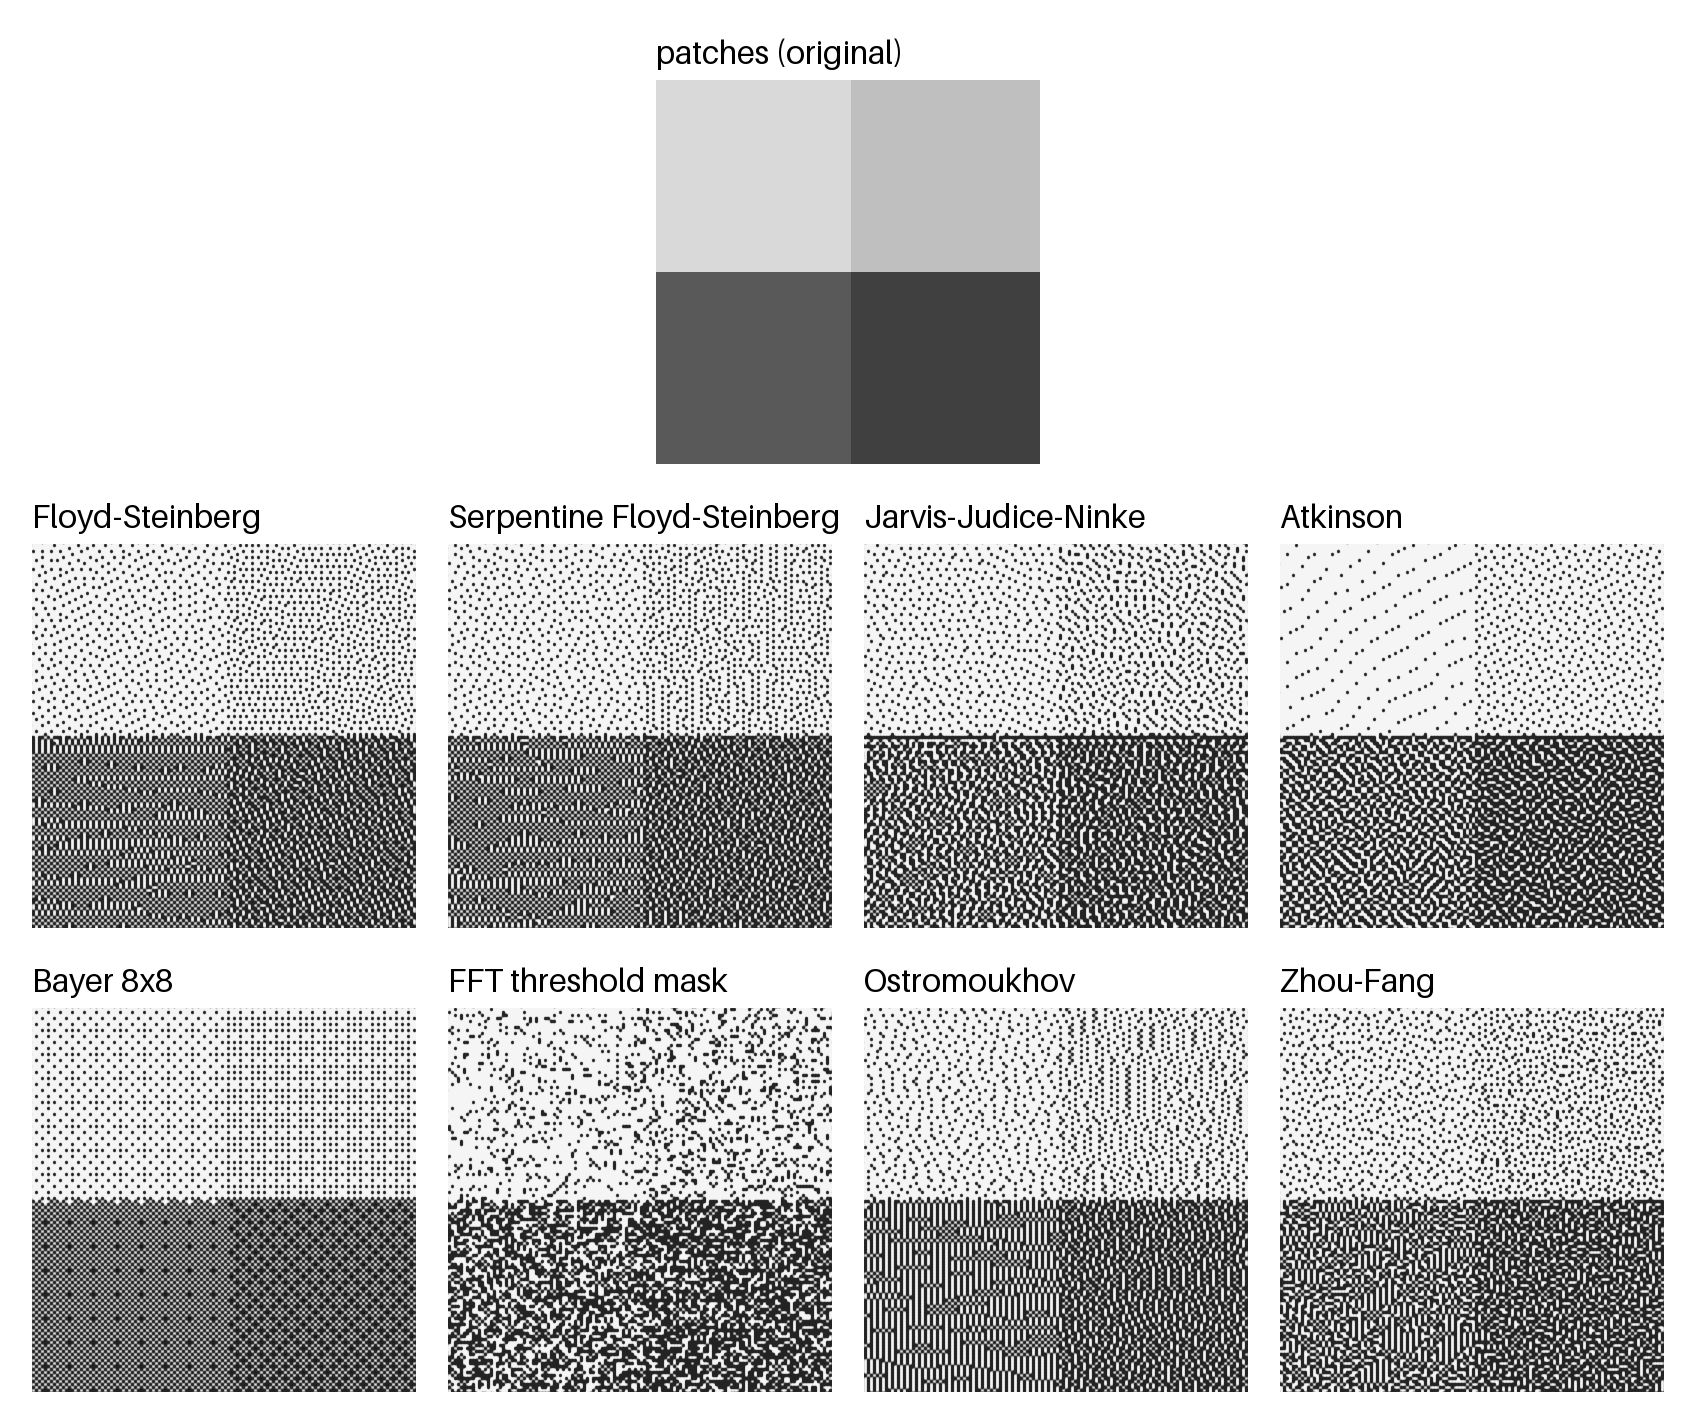 patches (original)
Floyd-Steinberg
Serpentine Floyd-Steinberg
Jarvis-Judice-Ninke
Atkinson
Bayer 8x8
FFT threshold mask
Ostromoukhov
Zhou-Fang